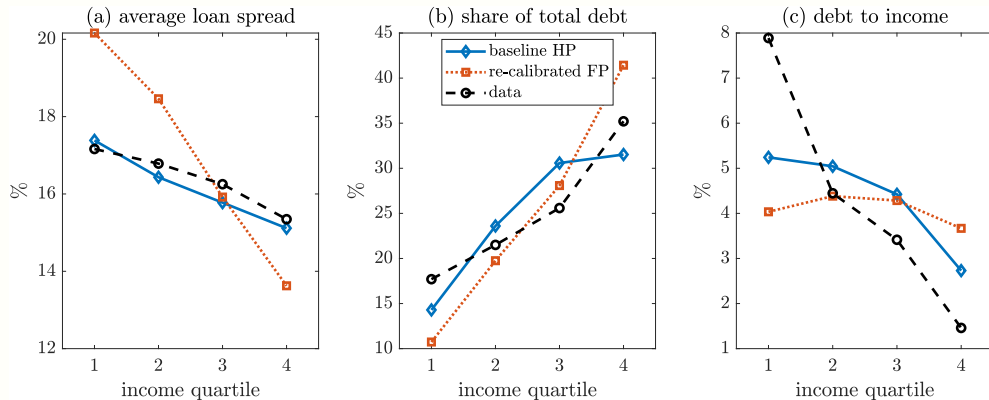 (a) average loan spread
20
18
16
14
12
%
1 2 3 4
income quartile
(b) share of total debt
45
40
35
30
25
20
15
10
%
baseline HP
re-calibrated FP
data
1 2 3 4
income quartile
(c) debt to income
8
7
6
5
4
3
2
1
%
1 2 3 4
income quartile